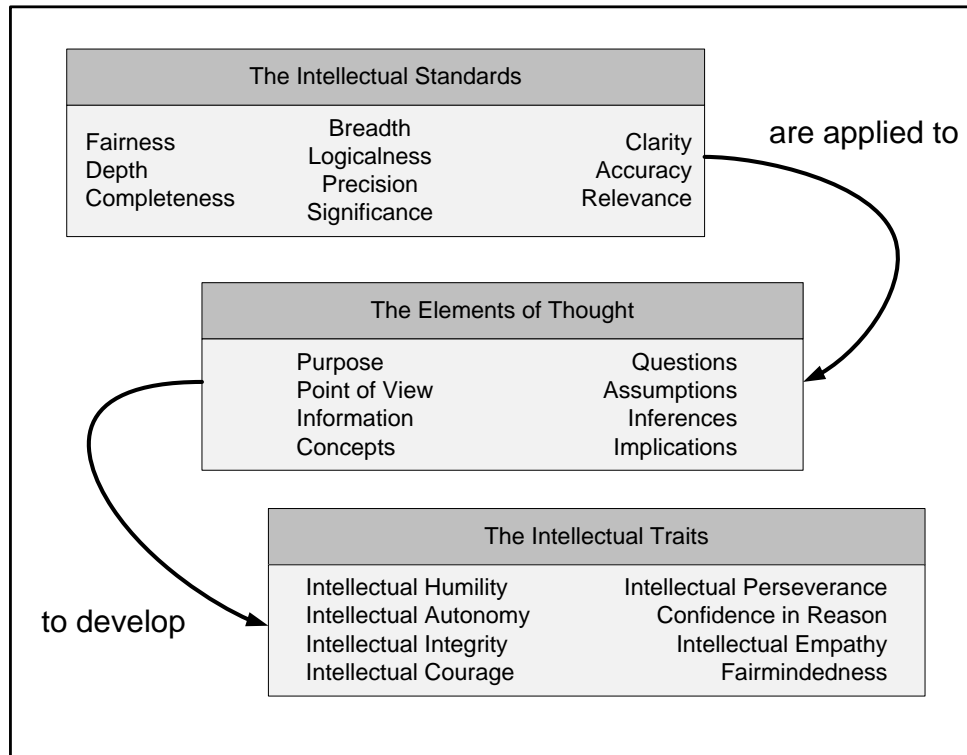 The Intellectual Standards
Fairness
Depth
Completeness
Breadth
Logicalness
Precision
Significance
Clarity
Accuracy
Relevance
are applied to
The Elements of Thought
Purpose
Point of View
Information
Concepts
Questions
Assumptions
Inferences
Implications
to develop
The Intellectual Traits
Intellectual Humility
Intellectual Autonomy
Intellectual Integrity
Intellectual Courage
Intellectual Perseverance
Confidence in Reason
Intellectual Empathy
Fairmindedness